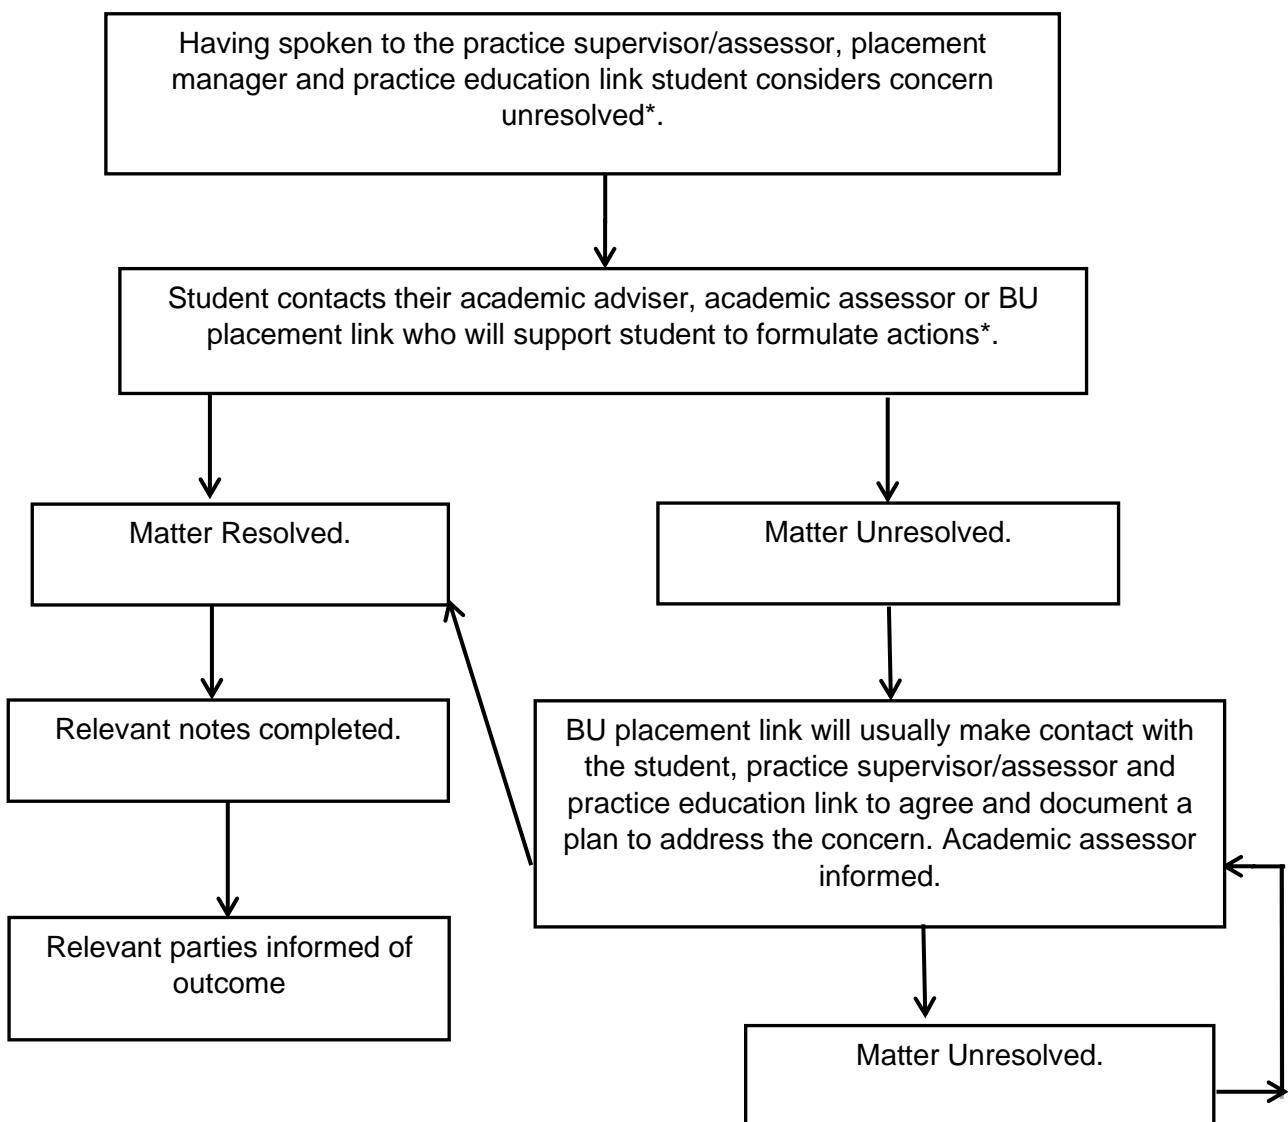 Having spoken to the practice supervisor/assessor, placement
manager and practice education link student considers concern
unresolved*.
Student contacts their academic adviser, academic assessor or BU
placement link who will support student to formulate actions*.
Matter Resolved.
Matter Unresolved.
Relevant notes completed.
BU placement link will usually make contact with
the student, practice supervisor/assessor and
practice education link to agree and document a
plan to address the concern. Academic assessor
informed.
Relevant parties informed of
outcome
Matter Unresolved.